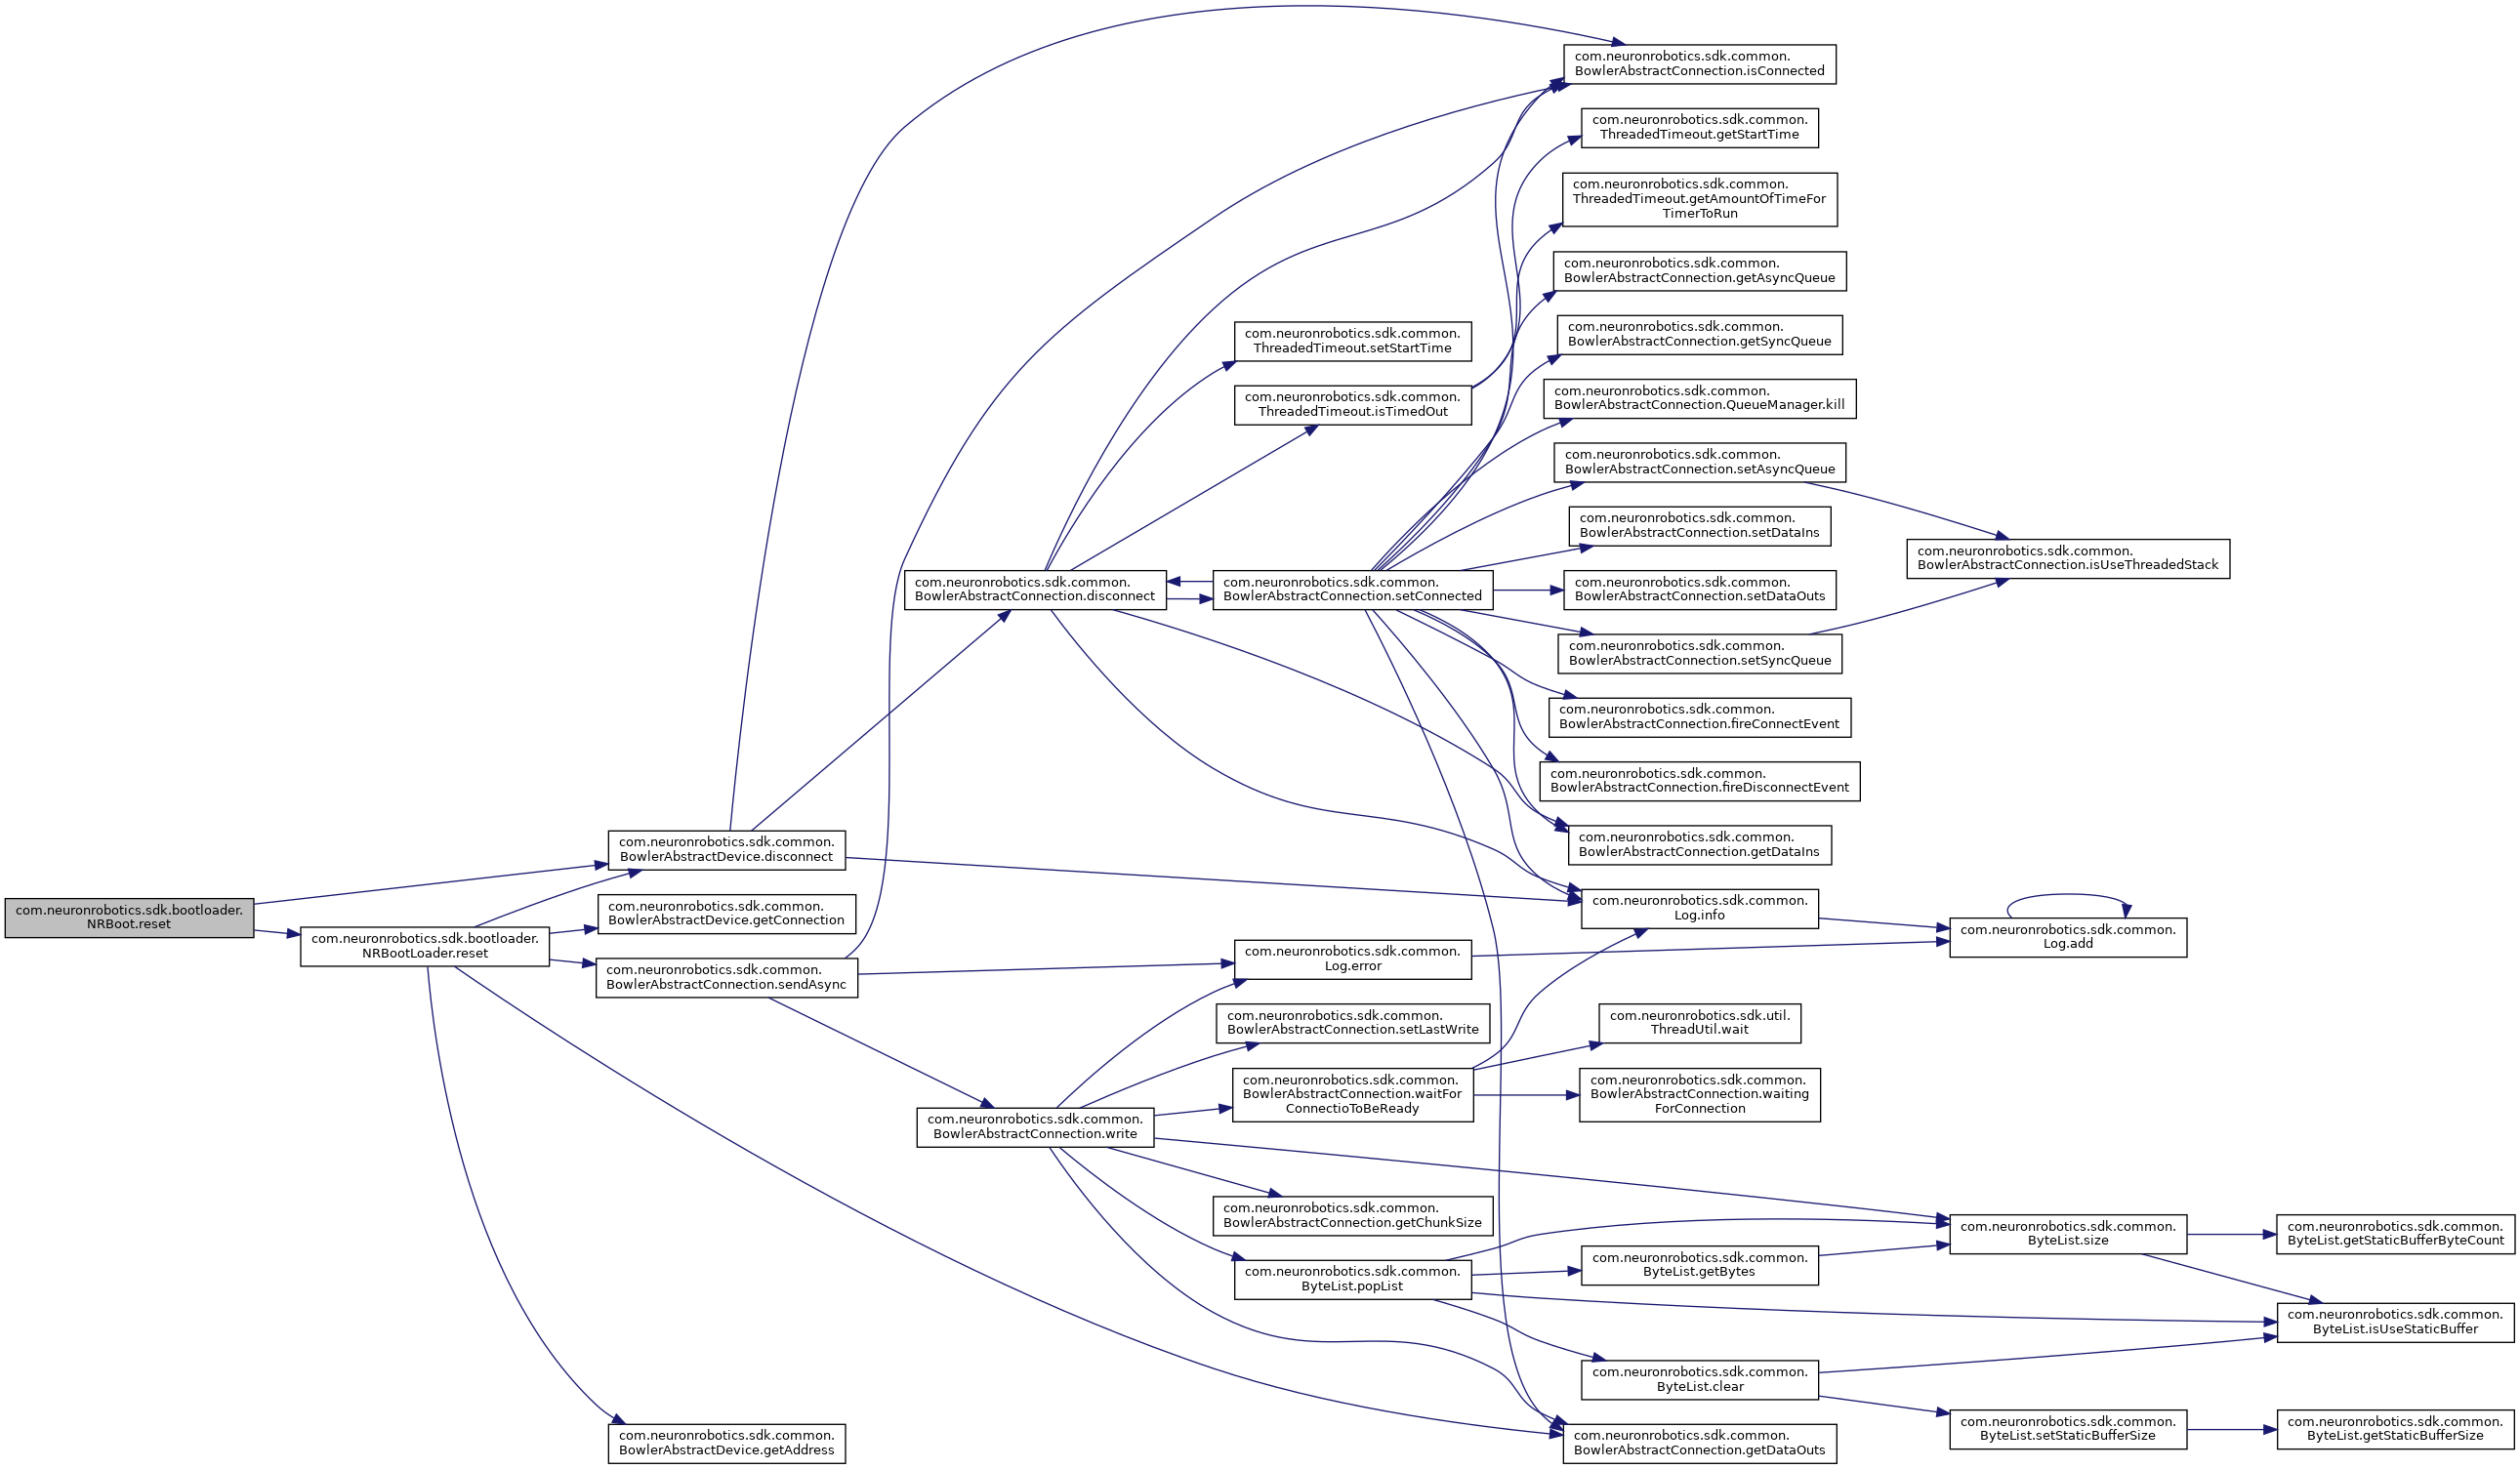 com.neuronrobotics.sdk.bootloader.
NRBoot.reset
com.neuronrobotics.sdk.bootloader.
NRBootLoader.reset
com.neuronrobotics.sdk.common.
BowlerAbstractDevice.disconnect
com.neuronrobotics.sdk.common.
BowlerAbstractDevice.getConnection
com.neuronrobotics.sdk.common.
BowlerAbstractConnection.sendAsync
com.neuronrobotics.sdk.common.
BowlerAbstractDevice.getAddress
com.neuronrobotics.sdk.common.
BowlerAbstractConnection.disconnect
com.neuronrobotics.sdk.common.
BowlerAbstractConnection.write
com.neuronrobotics.sdk.common.
ThreadedTimeout.setStartTime
com.neuronrobotics.sdk.common.
ThreadedTimeout.isTimedOut
com.neuronrobotics.sdk.common.
BowlerAbstractConnection.setConnected
com.neuronrobotics.sdk.common.
Log.error
com.neuronrobotics.sdk.common.
BowlerAbstractConnection.setLastWrite
com.neuronrobotics.sdk.common.
BowlerAbstractConnection.waitFor
ConnectioToBeReady
com.neuronrobotics.sdk.common.
BowlerAbstractConnection.getChunkSize
com.neuronrobotics.sdk.common.
ByteList.popList
com.neuronrobotics.sdk.common.
BowlerAbstractConnection.isConnected
com.neuronrobotics.sdk.common.
ThreadedTimeout.getStartTime
com.neuronrobotics.sdk.common.
ThreadedTimeout.getAmountOfTimeFor
TimerToRun
com.neuronrobotics.sdk.common.
BowlerAbstractConnection.getAsyncQueue
com.neuronrobotics.sdk.common.
BowlerAbstractConnection.getSyncQueue
com.neuronrobotics.sdk.common.
BowlerAbstractConnection.QueueManager.kill
com.neuronrobotics.sdk.common.
BowlerAbstractConnection.setAsyncQueue
com.neuronrobotics.sdk.common.
BowlerAbstractConnection.setDataIns
com.neuronrobotics.sdk.common.
BowlerAbstractConnection.setDataOuts
com.neuronrobotics.sdk.common.
BowlerAbstractConnection.setSyncQueue
com.neuronrobotics.sdk.common.
BowlerAbstractConnection.fireConnectEvent
com.neuronrobotics.sdk.common.
BowlerAbstractConnection.fireDisconnectEvent
com.neuronrobotics.sdk.common.
BowlerAbstractConnection.getDataIns
com.neuronrobotics.sdk.common.
Log.info
com.neuronrobotics.sdk.util.
ThreadUtil.wait
com.neuronrobotics.sdk.common.
BowlerAbstractConnection.waiting
ForConnection
com.neuronrobotics.sdk.common.
ByteList.getBytes
com.neuronrobotics.sdk.common.
ByteList.clear
com.neuronrobotics.sdk.common.
BowlerAbstractConnection.getDataOuts
com.neuronrobotics.sdk.common.
BowlerAbstractConnection.isUseThreadedStack
com.neuronrobotics.sdk.common.
Log.add
com.neuronrobotics.sdk.common.
ByteList.size
com.neuronrobotics.sdk.common.
ByteList.setStaticBufferSize
com.neuronrobotics.sdk.common.
ByteList.getStaticBufferByteCount
com.neuronrobotics.sdk.common.
ByteList.isUseStaticBuffer
com.neuronrobotics.sdk.common.
ByteList.getStaticBufferSize